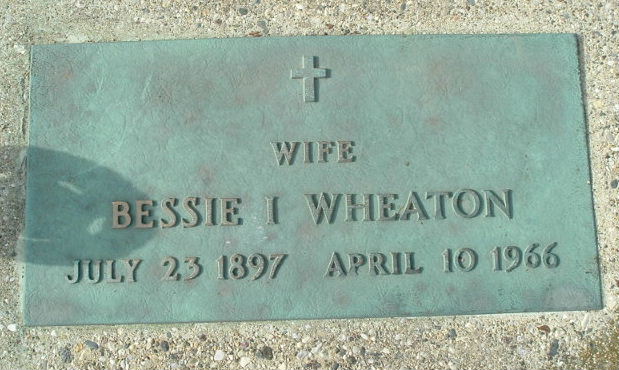 WIFE
BESSIE I WHEATON
JULY 23 1897 APRIL 10 1966